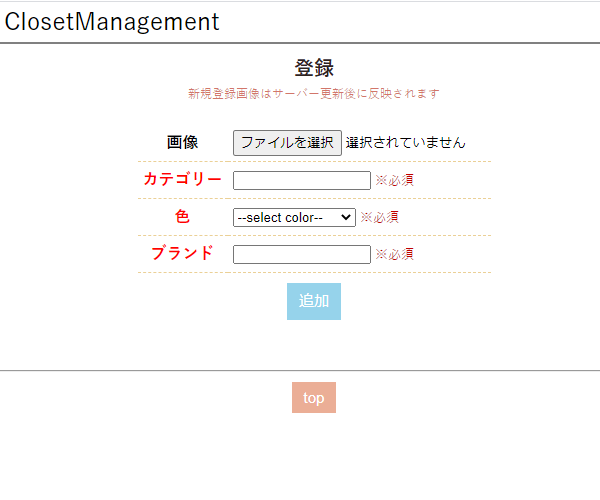 ClosetManagement
登録
新規登録画像はサーバー更新後に反映されます
画像 ファイルを選択 選択されていません
カテゴリー ※必須
色 --select color-- ※必須
ブランド ※必須
追加
top